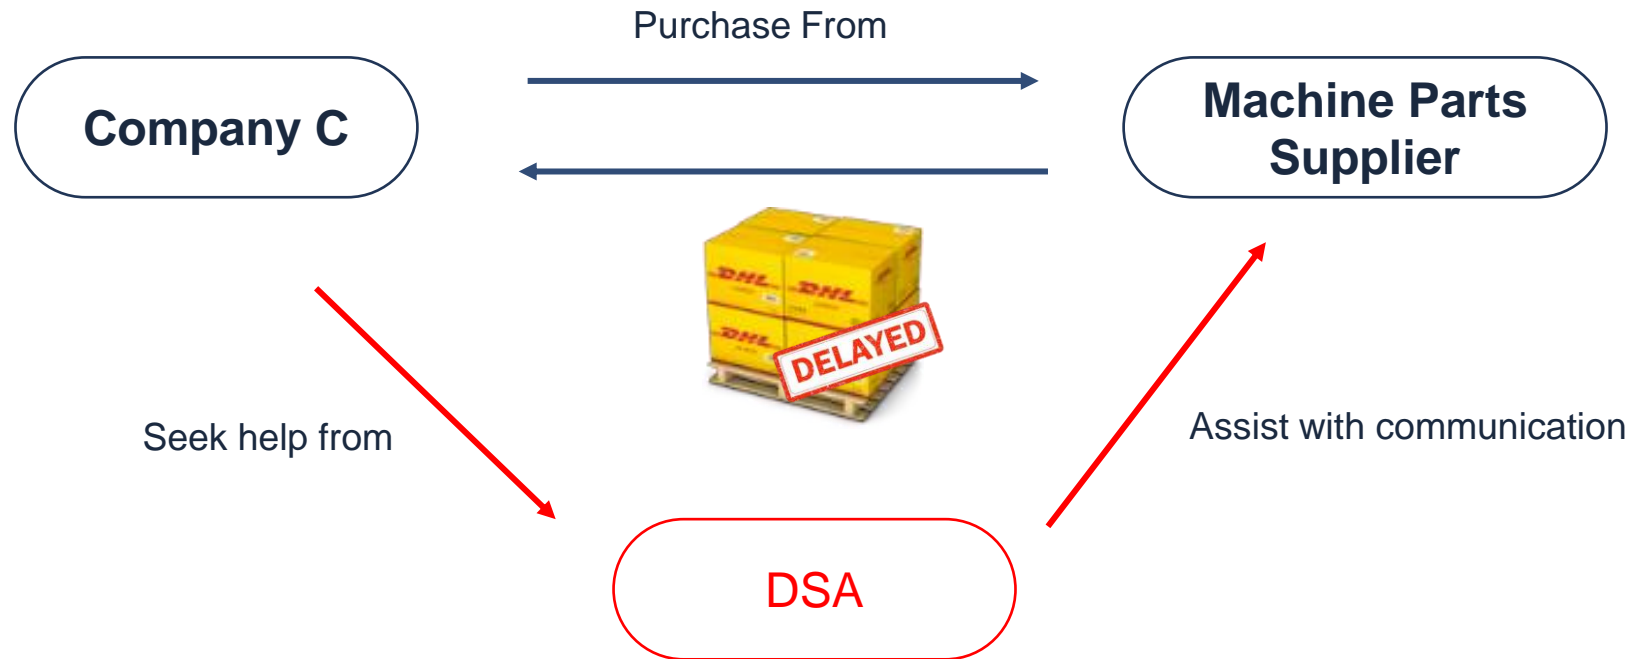 Purchase From
Company C
Machine Parts
Supplier
DHL
DHL
DHL
DELAYED
Seek help from
Assist with communication
DSA